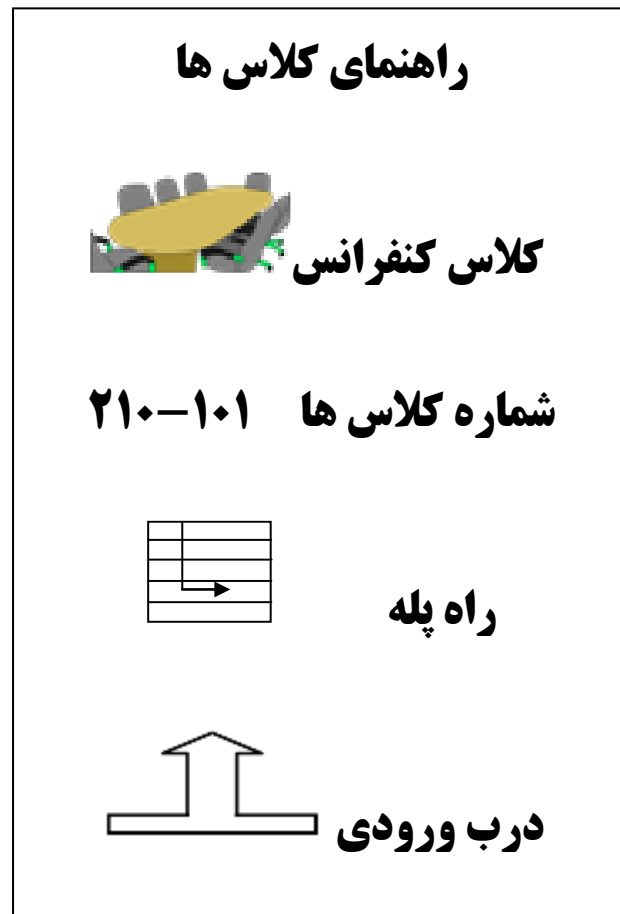 راهنمای کلاس ها
کلاس کنفرانس
شماره کلاس ها ۱۰۱-۲۱۰
راه پله
درب ورودی